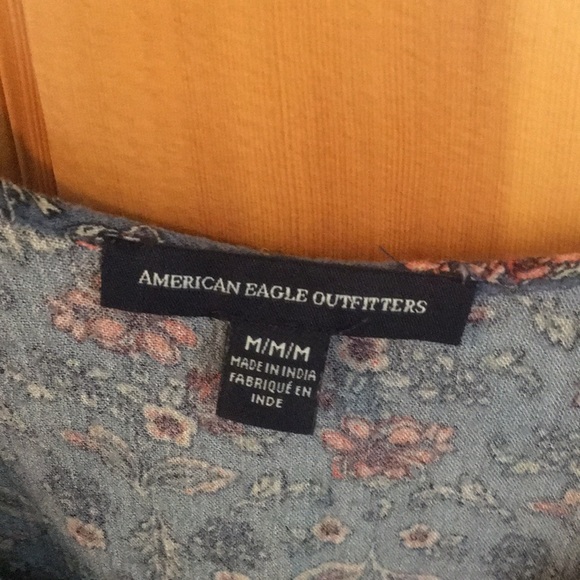 AMERICAN EAGLE OUTFITTERS
M/M/M
MADE IN INDIA
FABRIQUÉ EN
INDE